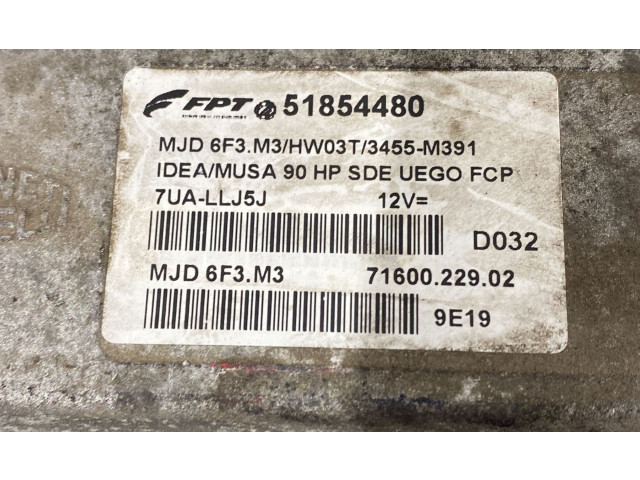 FPT 51854480
MJD 6F3.M3/HW03T/3455-M391
IDEA/MUSA 90 HP SDE UEGO FCP
7UA-LLJ5J 12V=
D032
MJD 6F3.M3 71600.229.02
9E19